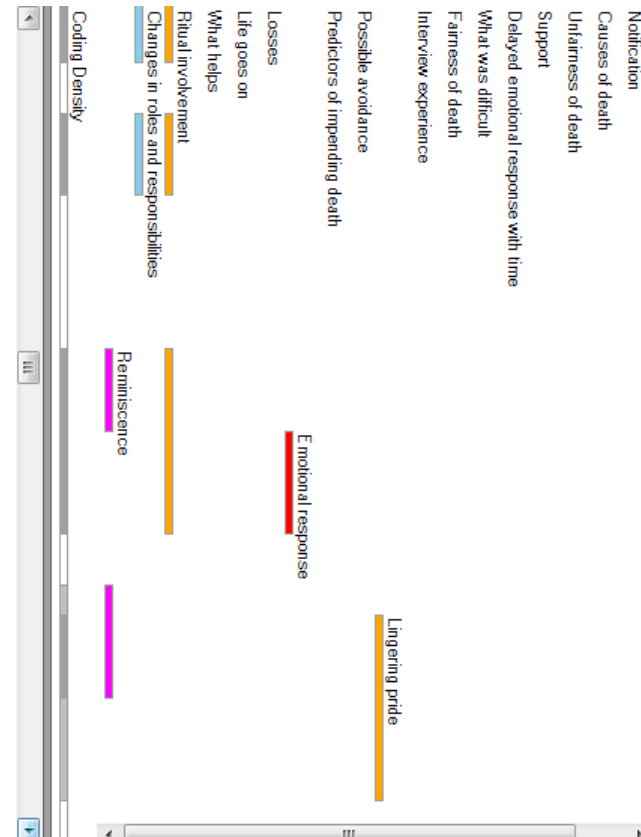 Coding Density
Changes in roles and responsibilities
Ritual involvement
What helps
Life goes on
Losses
Predictors of impending death
Possible avoidance
Interview experience
Fairness of death
What was difficult
Delayed emotional response with time
Support
Unfairness of death
Causes of death
Notification
Reminiscence
Emotional response
Lingering pride